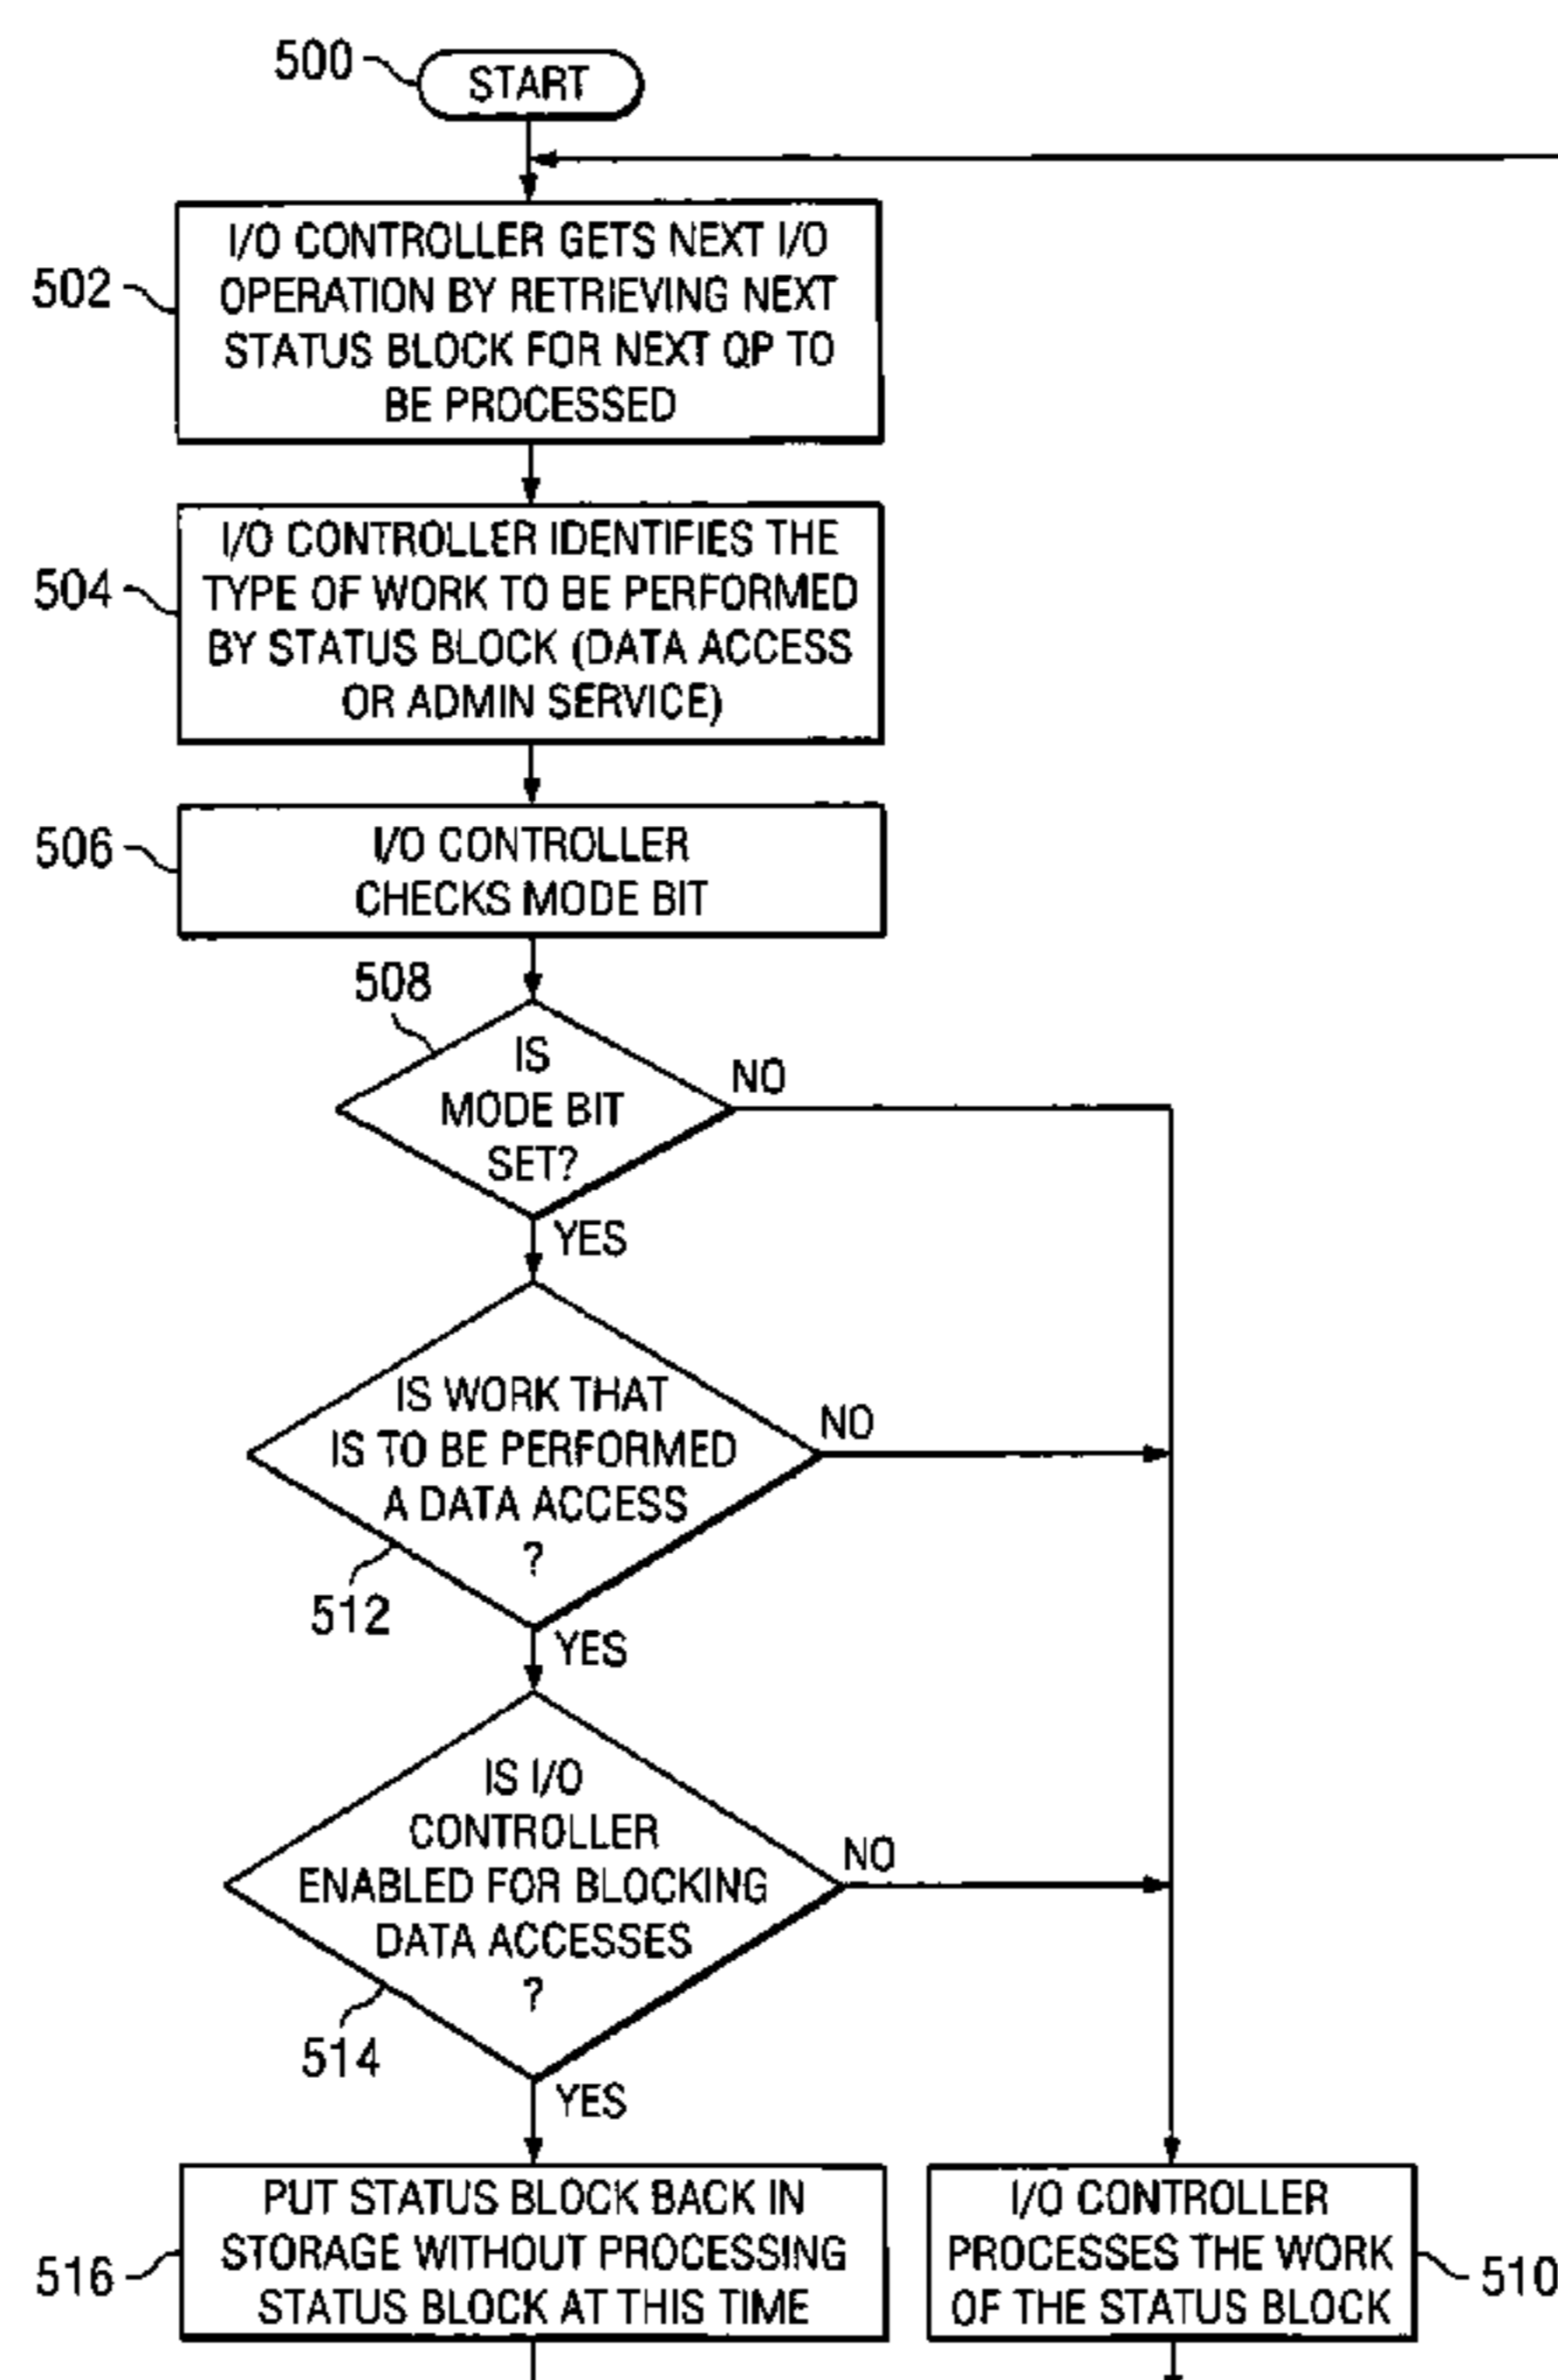 500
START
502
I/O CONTROLLER GETS NEXT I/O
OPERATION BY RETRIEVING NEXT
STATUS BLOCK FOR NEXT QP TO
BE PROCESSED
504
I/O CONTROLLER IDENTIFIES THE
TYPE OF WORK TO BE PERFORMED
BY STATUS BLOCK (DATA ACCESS
OR ADMIN SERVICE)
506
I/O CONTROLLER
CHECKS MODE BIT
508
IS
MODE BIT
SET?
NO
YES
IS WORK THAT
IS TO BE PERFORMED
A DATA ACCESS
?
NO
512
YES
IS I/O
CONTROLLER
ENABLED FOR BLOCKING
DATA ACCESSES
?
NO
514
YES
516
PUT STATUS BLOCK BACK IN
STORAGE WITHOUT PROCESSING
STATUS BLOCK AT THIS TIME
I/O CONTROLLER
PROCESSES THE WORK
OF THE STATUS BLOCK
510